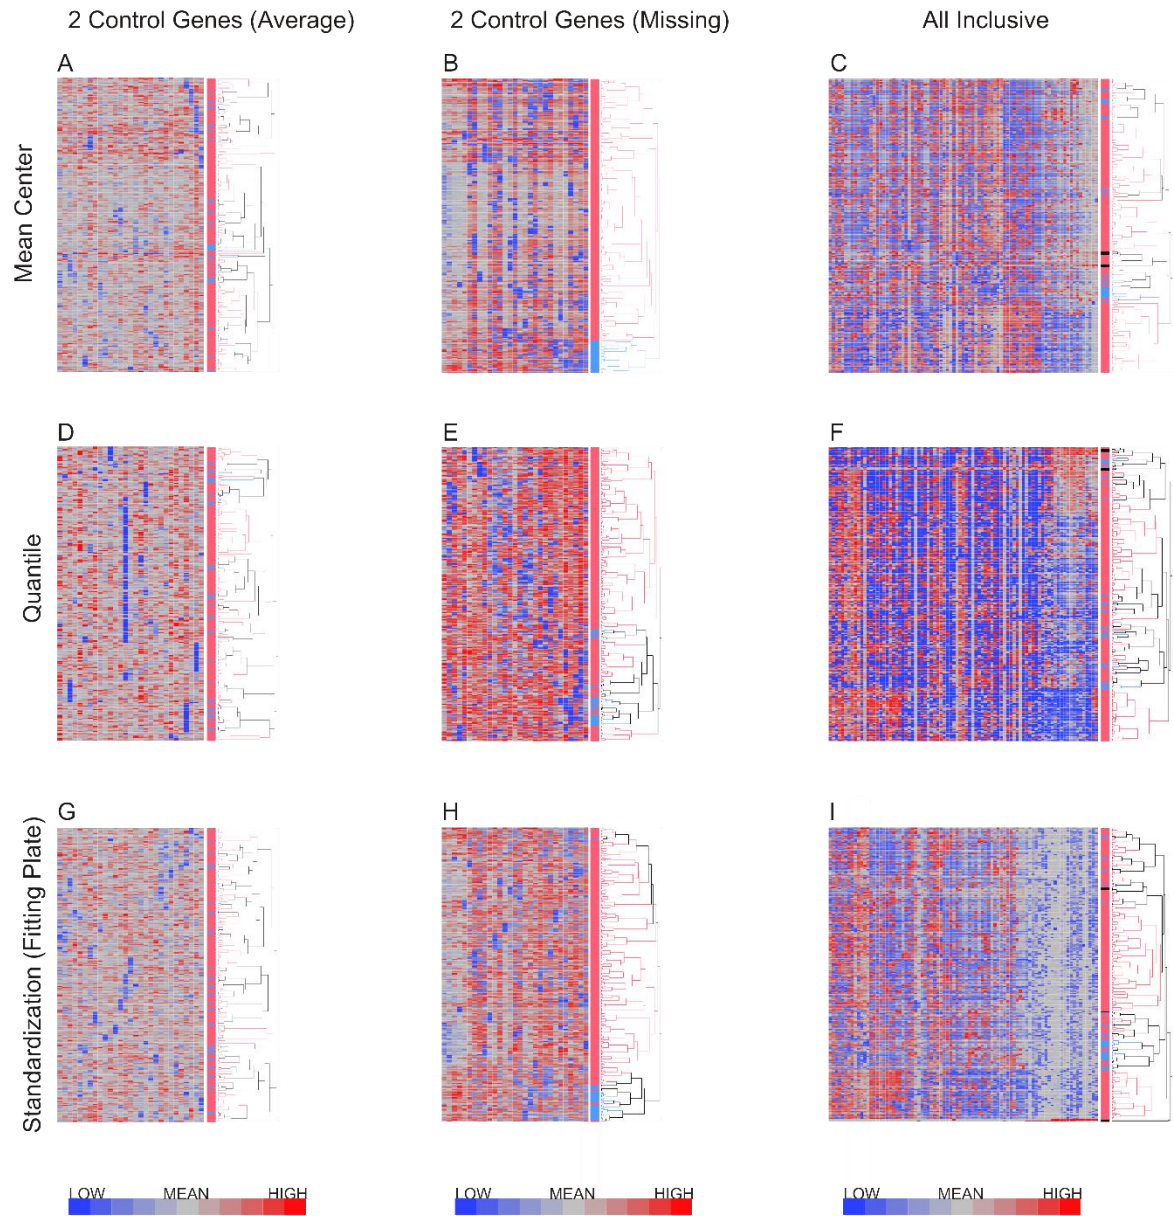 2 Control Genes (Average) 2 Control Genes (Missing) All Inclusive
A B C
Mean Center
D E F
Quantile
G H I
Standardization (Fitting Plate)
LOW MEAN HIGH LOW MEAN HIGH LOW MEAN HIGH